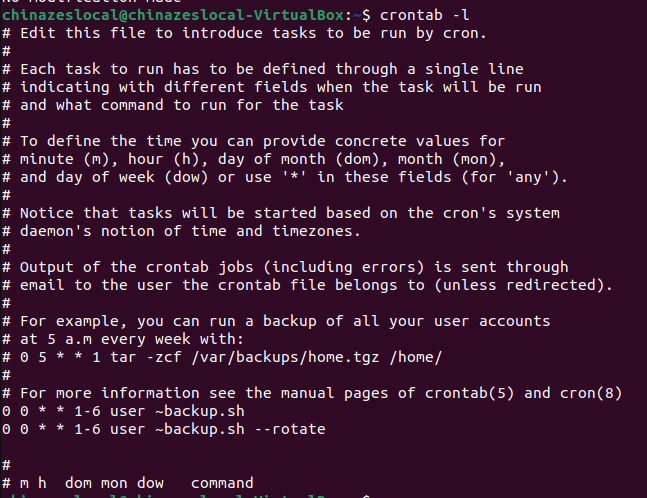 chinazeslocal@chinazeslocal-VirtualBox:~$ crontab -l
# Edit this file to introduce tasks to be run by cron.
#
# Each task to run has to be defined through a single line
# indicating with different fields when the task will be run
# and what command to run for the task
#
# To define the time you can provide concrete values for
# minute (m), hour (h), day of month (dom), month (mon),
# and day of week (dow) or use '*' in these fields (for 'any').
#
# Notice that tasks will be started based on the cron's system
# daemon's notion of time and timezones.
#
# Output of the crontab jobs (including errors) is sent through
# email to the user the crontab file belongs to (unless redirected).
#
# For example, you can run a backup of all your user accounts
# at 5 a.m every week with:
# 0 5 * * 1 tar -zcf /var/backups/home.tgz /home/
#
# For more information see the manual pages of crontab(5) and cron(8)
0 0 * * 1-6 user ~backup.sh
0 0 * * 1-6 user ~backup.sh --rotate
#
# m h  dom mon dow   command